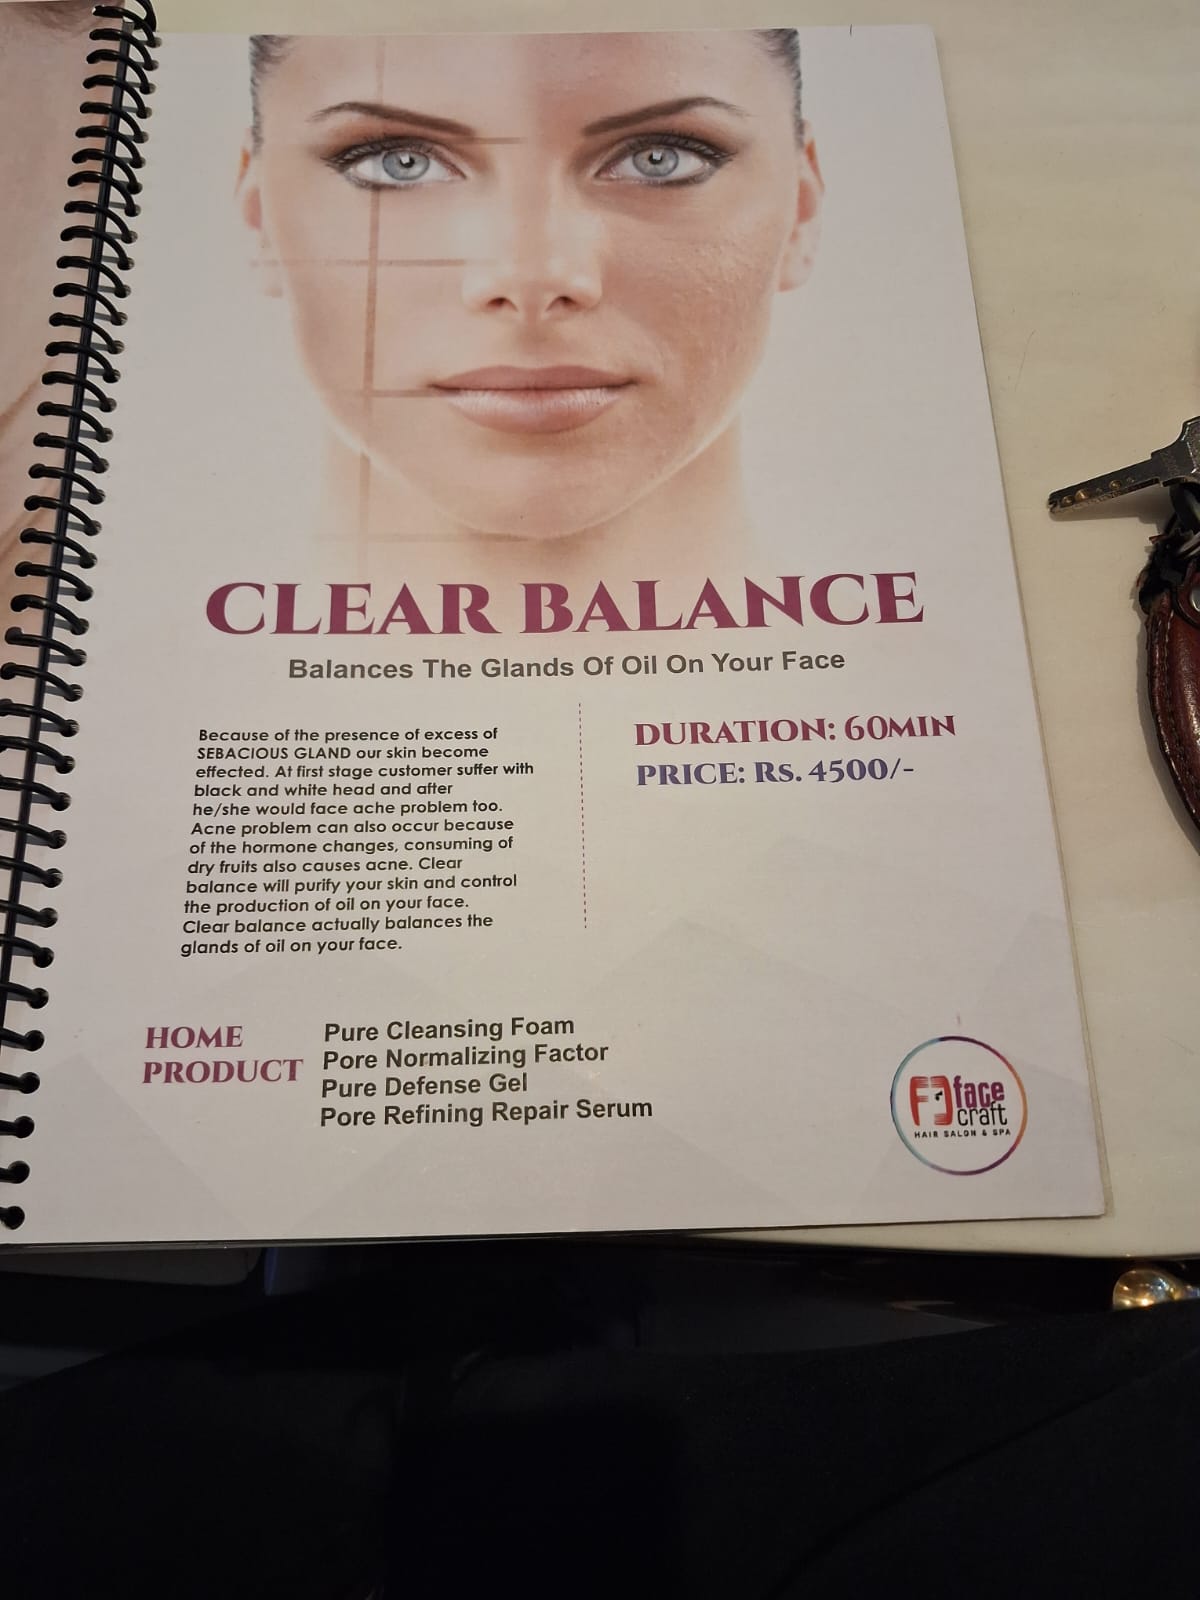 CLEAR BALANCE
Balances The Glands Of Oil On Your Face
Because of the presence of excess of
SEBACIOUS GLAND our skin become
effected. At first stage customer suffer with
black and white head and after
he/she would face ache problem too.
Acne problem can also occur because
of the hormone changes, consuming of
dry fruits also causes acne. Clear
balance will purify your skin and control
the production of oil on your face.
Clear balance actually balances the
glands of oil on your face.
DURATION: 60MIN
PRICE: Rs. 4500/-
HOME
PRODUCT
Pure Cleansing Foam
Pore Normalizing Factor
Pure Defense Gel
Pore Refining Repair Serum
face
craft
HAIR SALON & SPA